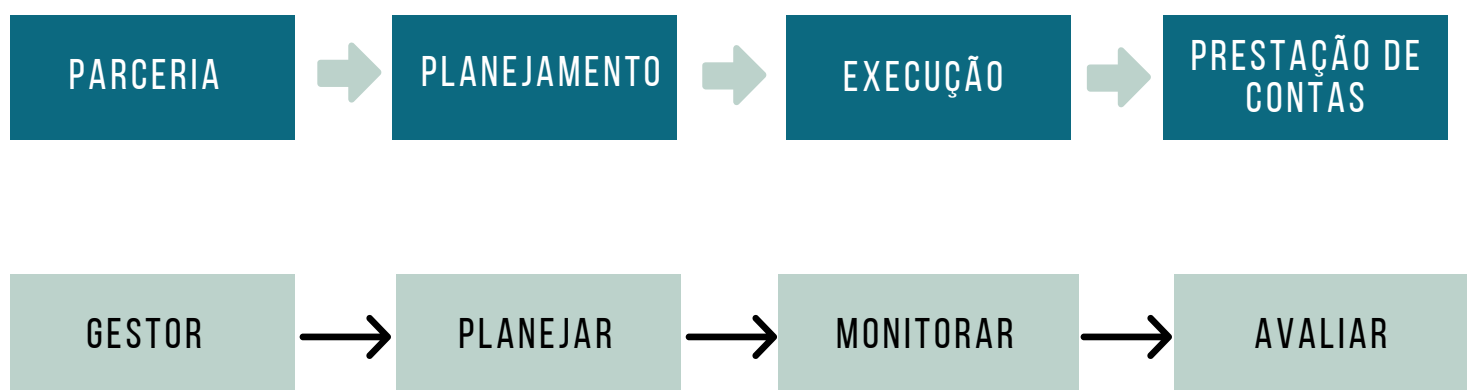 PARCERIA
PLANEJAMENTO
EXECUÇÃO
PRESTAÇÃO DE
CONTAS
GESTOR
PLANEJAR
MONITORAR
AVALIAR